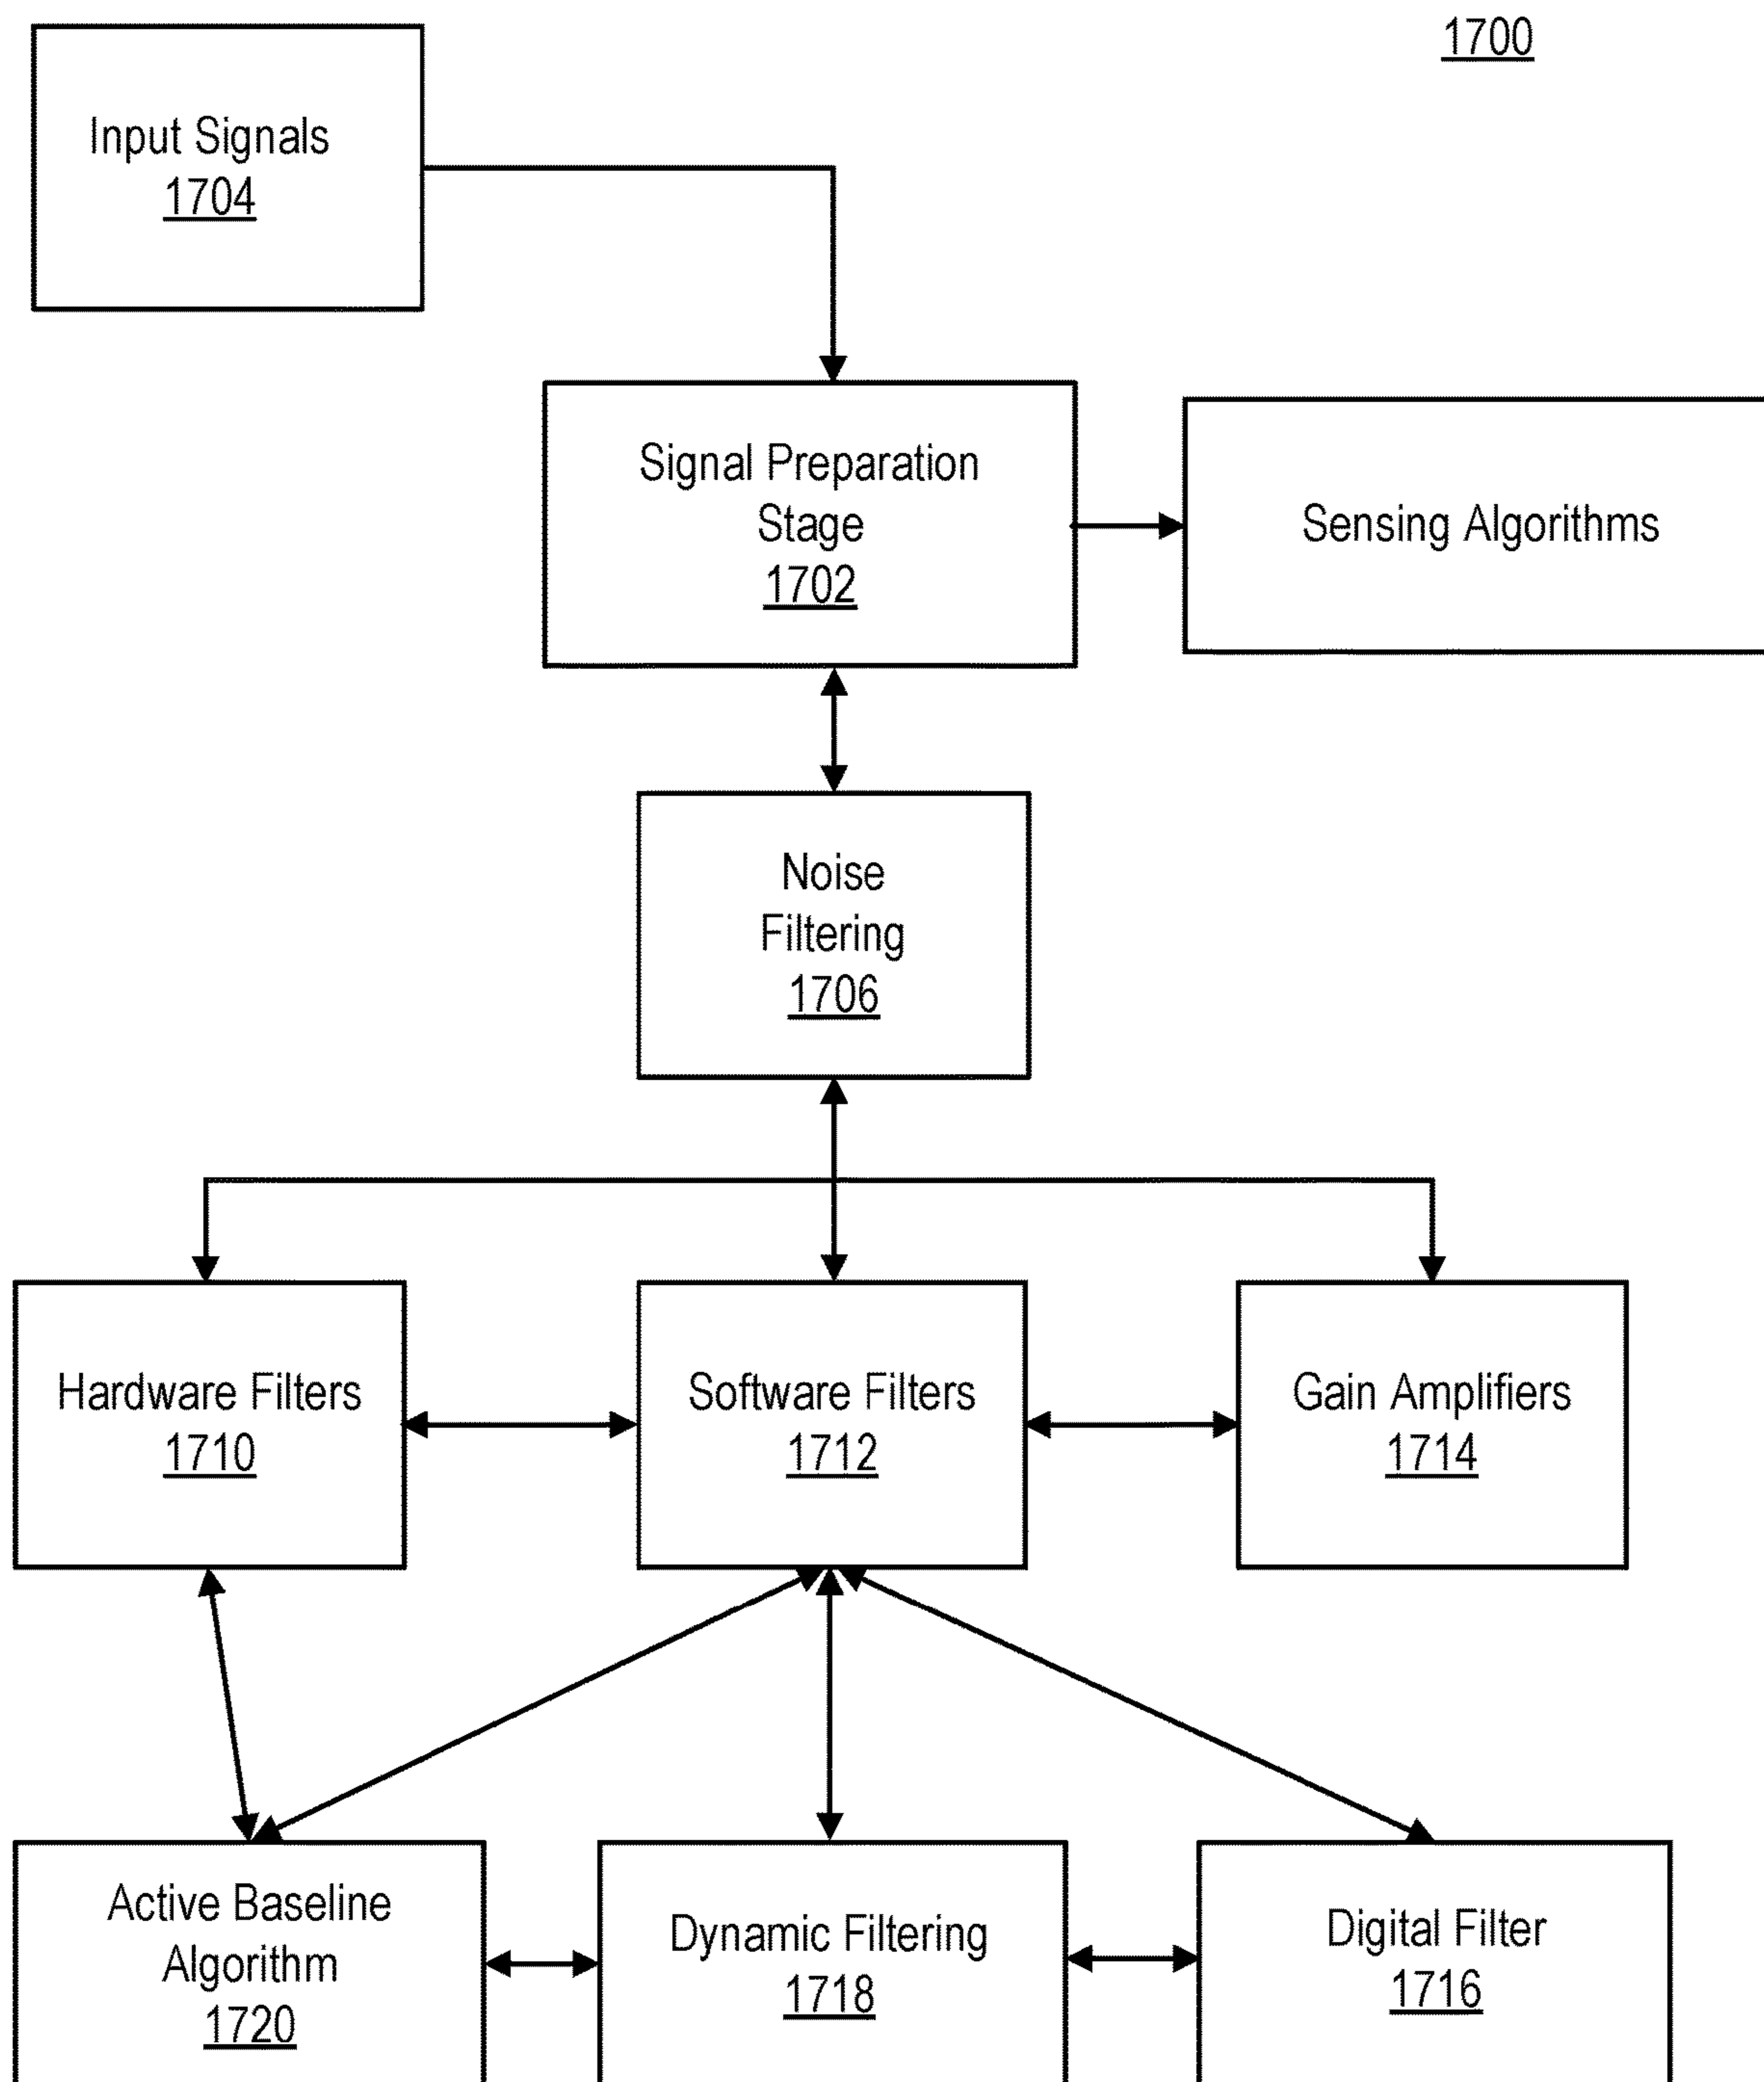 1700
Input Signals
1704
Signal Preparation
Stage
1702
Sensing Algorithms
Noise
Filtering
1706
Hardware Filters
1710
Software Filters
1712
Gain Amplifiers
1714
Active Baseline
Algorithm
1720
Dynamic Filtering
1718
Digital Filter
1716